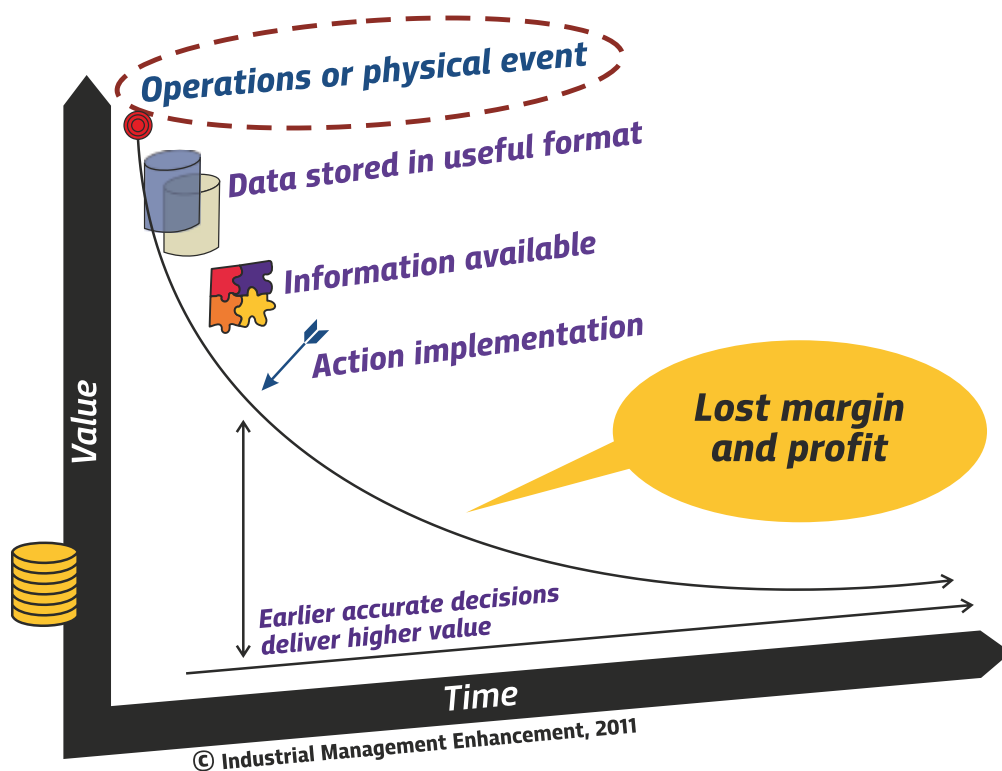 Operations or physical event
Data stored in useful format
Information available
Action implementation
Lost margin
and profit
Value
Earlier accurate decisions
deliver higher value
Time
© Industrial Management Enhancement, 2011